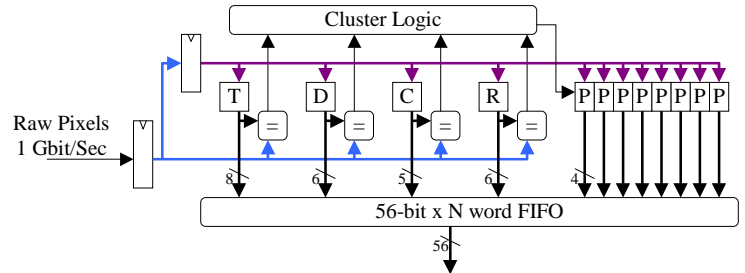 Cluster Logic
T D C R P P P P P P P P
= = = =
Raw Pixels
1 Gbit/Sec
8 6 5 6 4
56-bit x N word FIFO
56